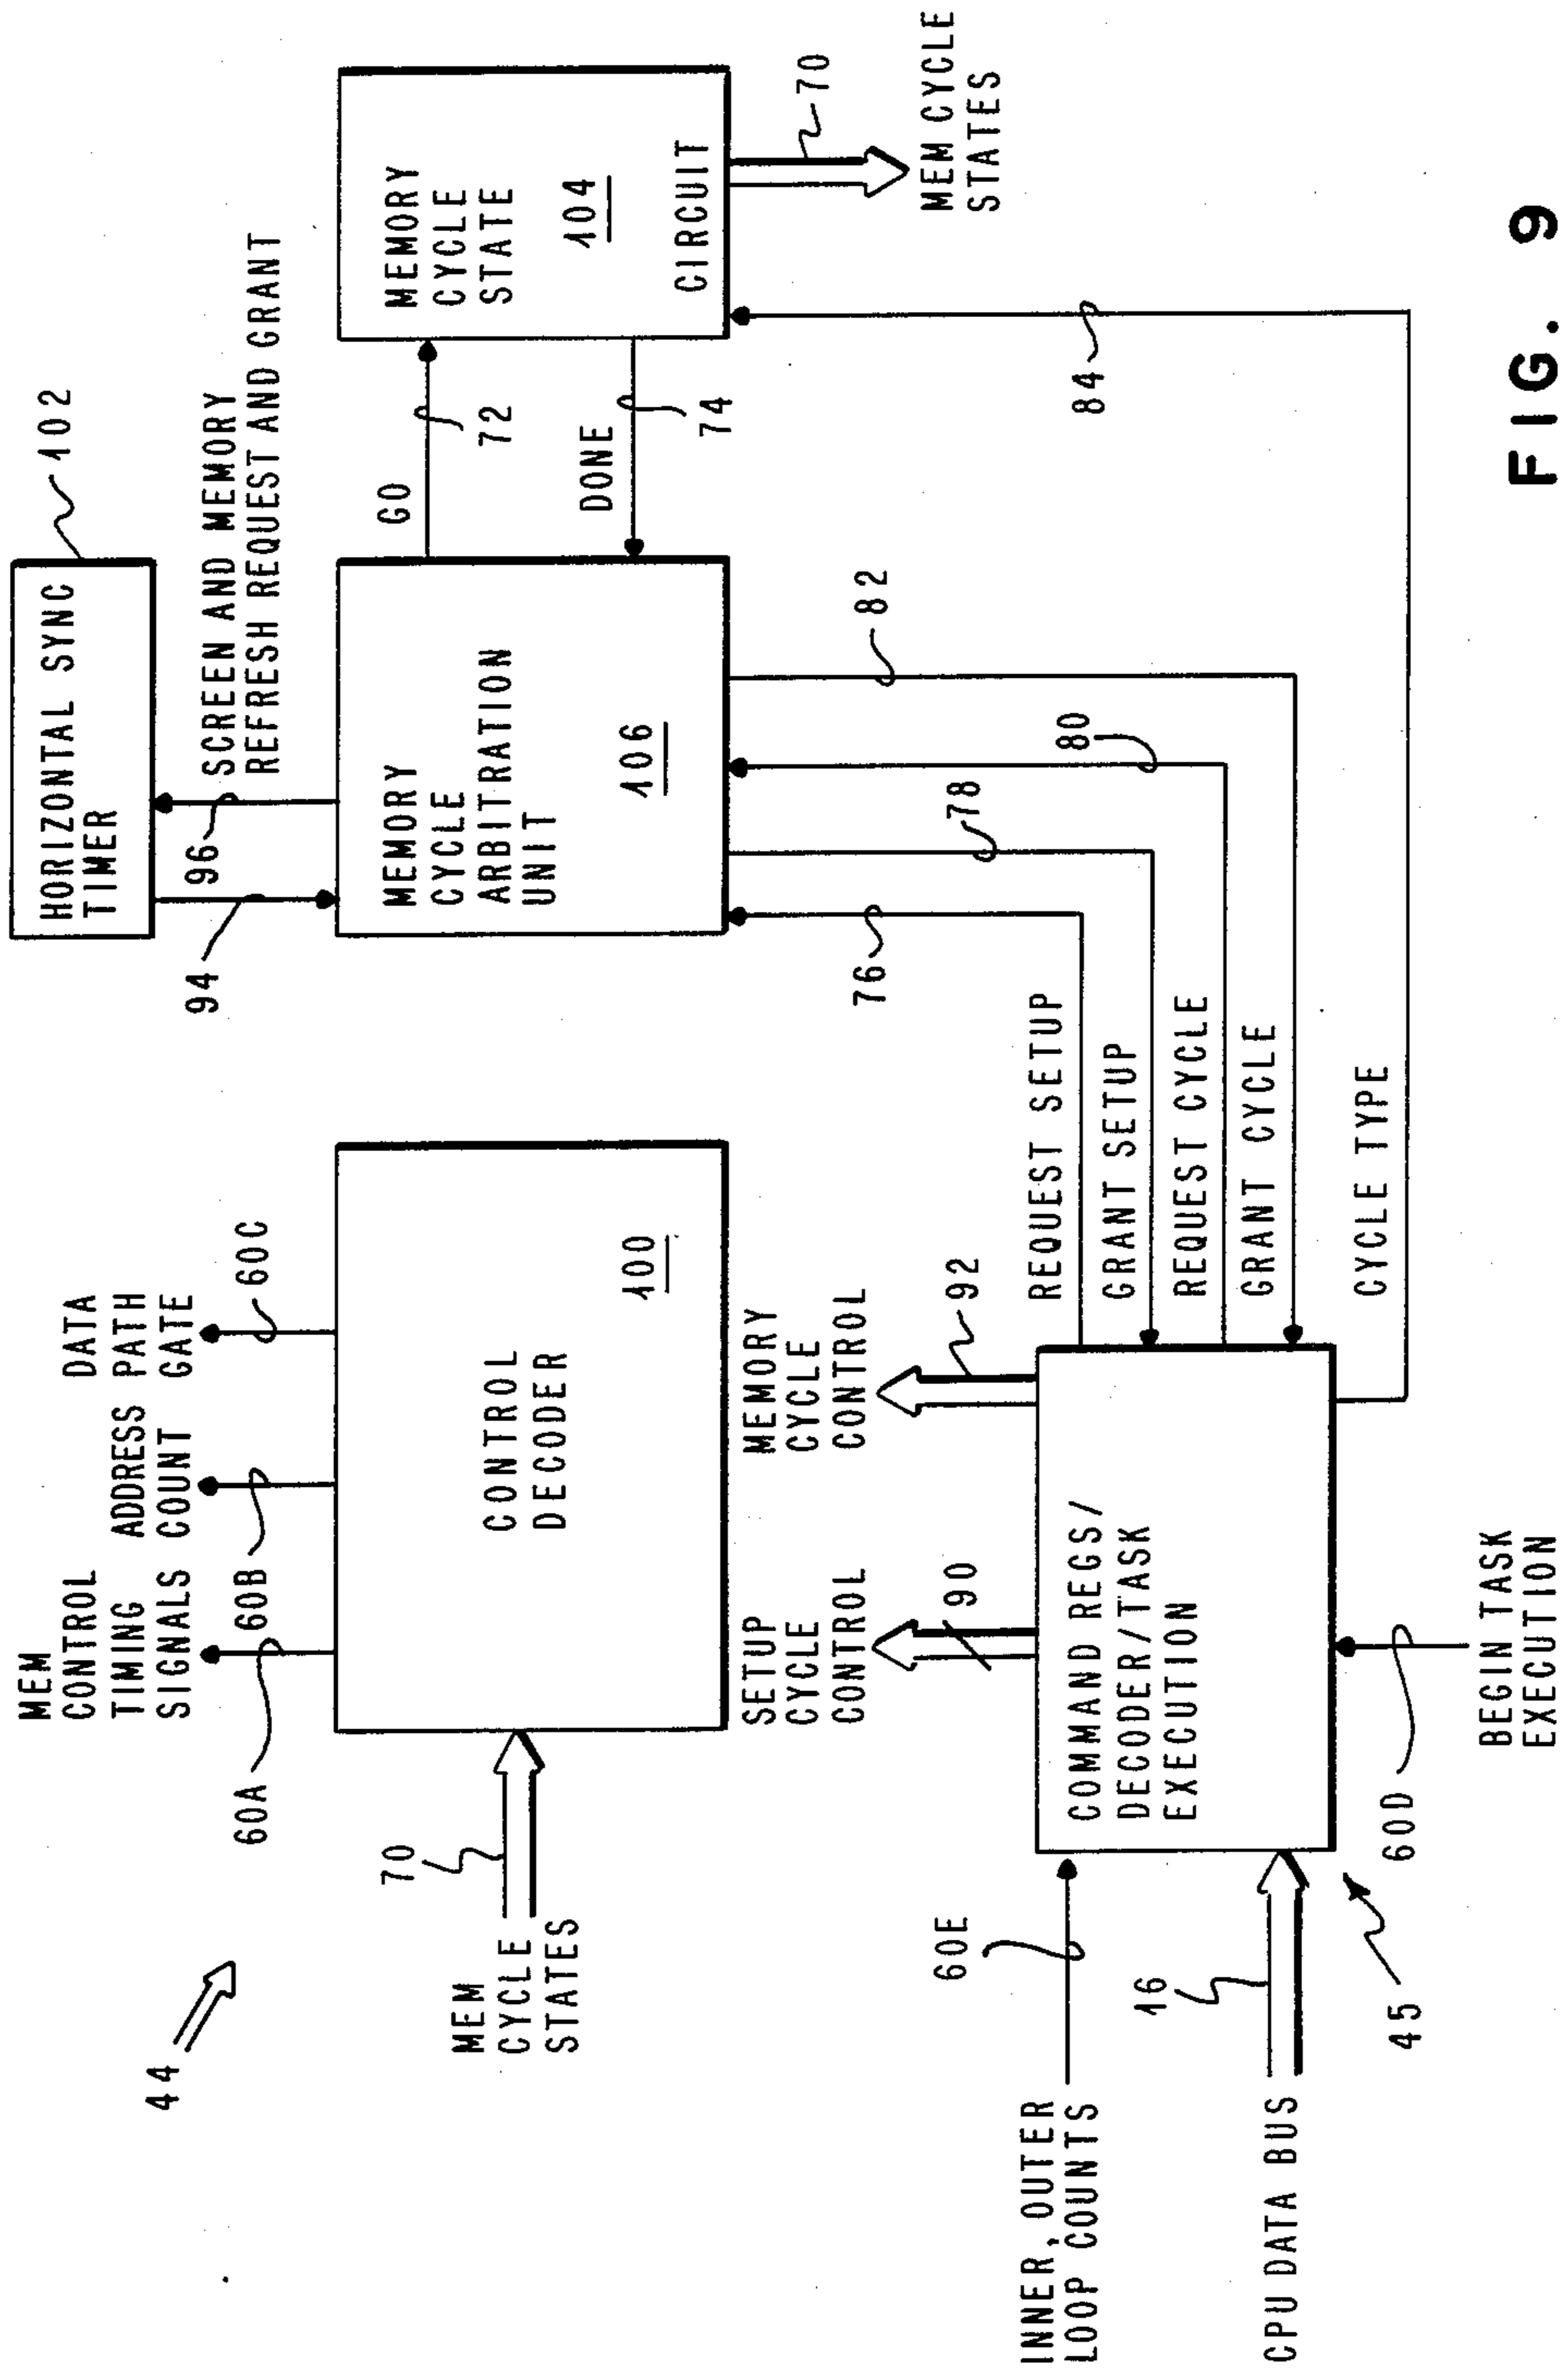 44
MEM
CONTROL
TIMING
SIGNALS
ADDRESS
COUNT
DATA
PATH
GATE
60A
60B
60C
HORIZONTAL SYNC
TIMER
102
94
96
SCREEN AND MEMORY
REFRESH REQUEST AND GRANT
MEM
CYCLE
STATES
70
CONTROL
DECODER
100
MEMORY
CYCLE
ARBITRATION
UNIT
106
GO
72
DONE
74
MEMORY
CYCLE
STATE
104
CIRCUIT
70
MEM CYCLE
STATES
SETUP
CYCLE
CONTROL
90
MEMORY
CYCLE
CONTROL
92
76
78
80
82
84
REQUEST SETUP
GRANT SETUP
REQUEST CYCLE
GRANT CYCLE
CYCLE TYPE
INNER, OUTER
LOOP COUNTS
60E
CPU DATA BUS
16
COMMAND REGS/
DECODER/TASK
EXECUTION
45
60D
BEGIN TASK
EXECUTION
FIG. 9